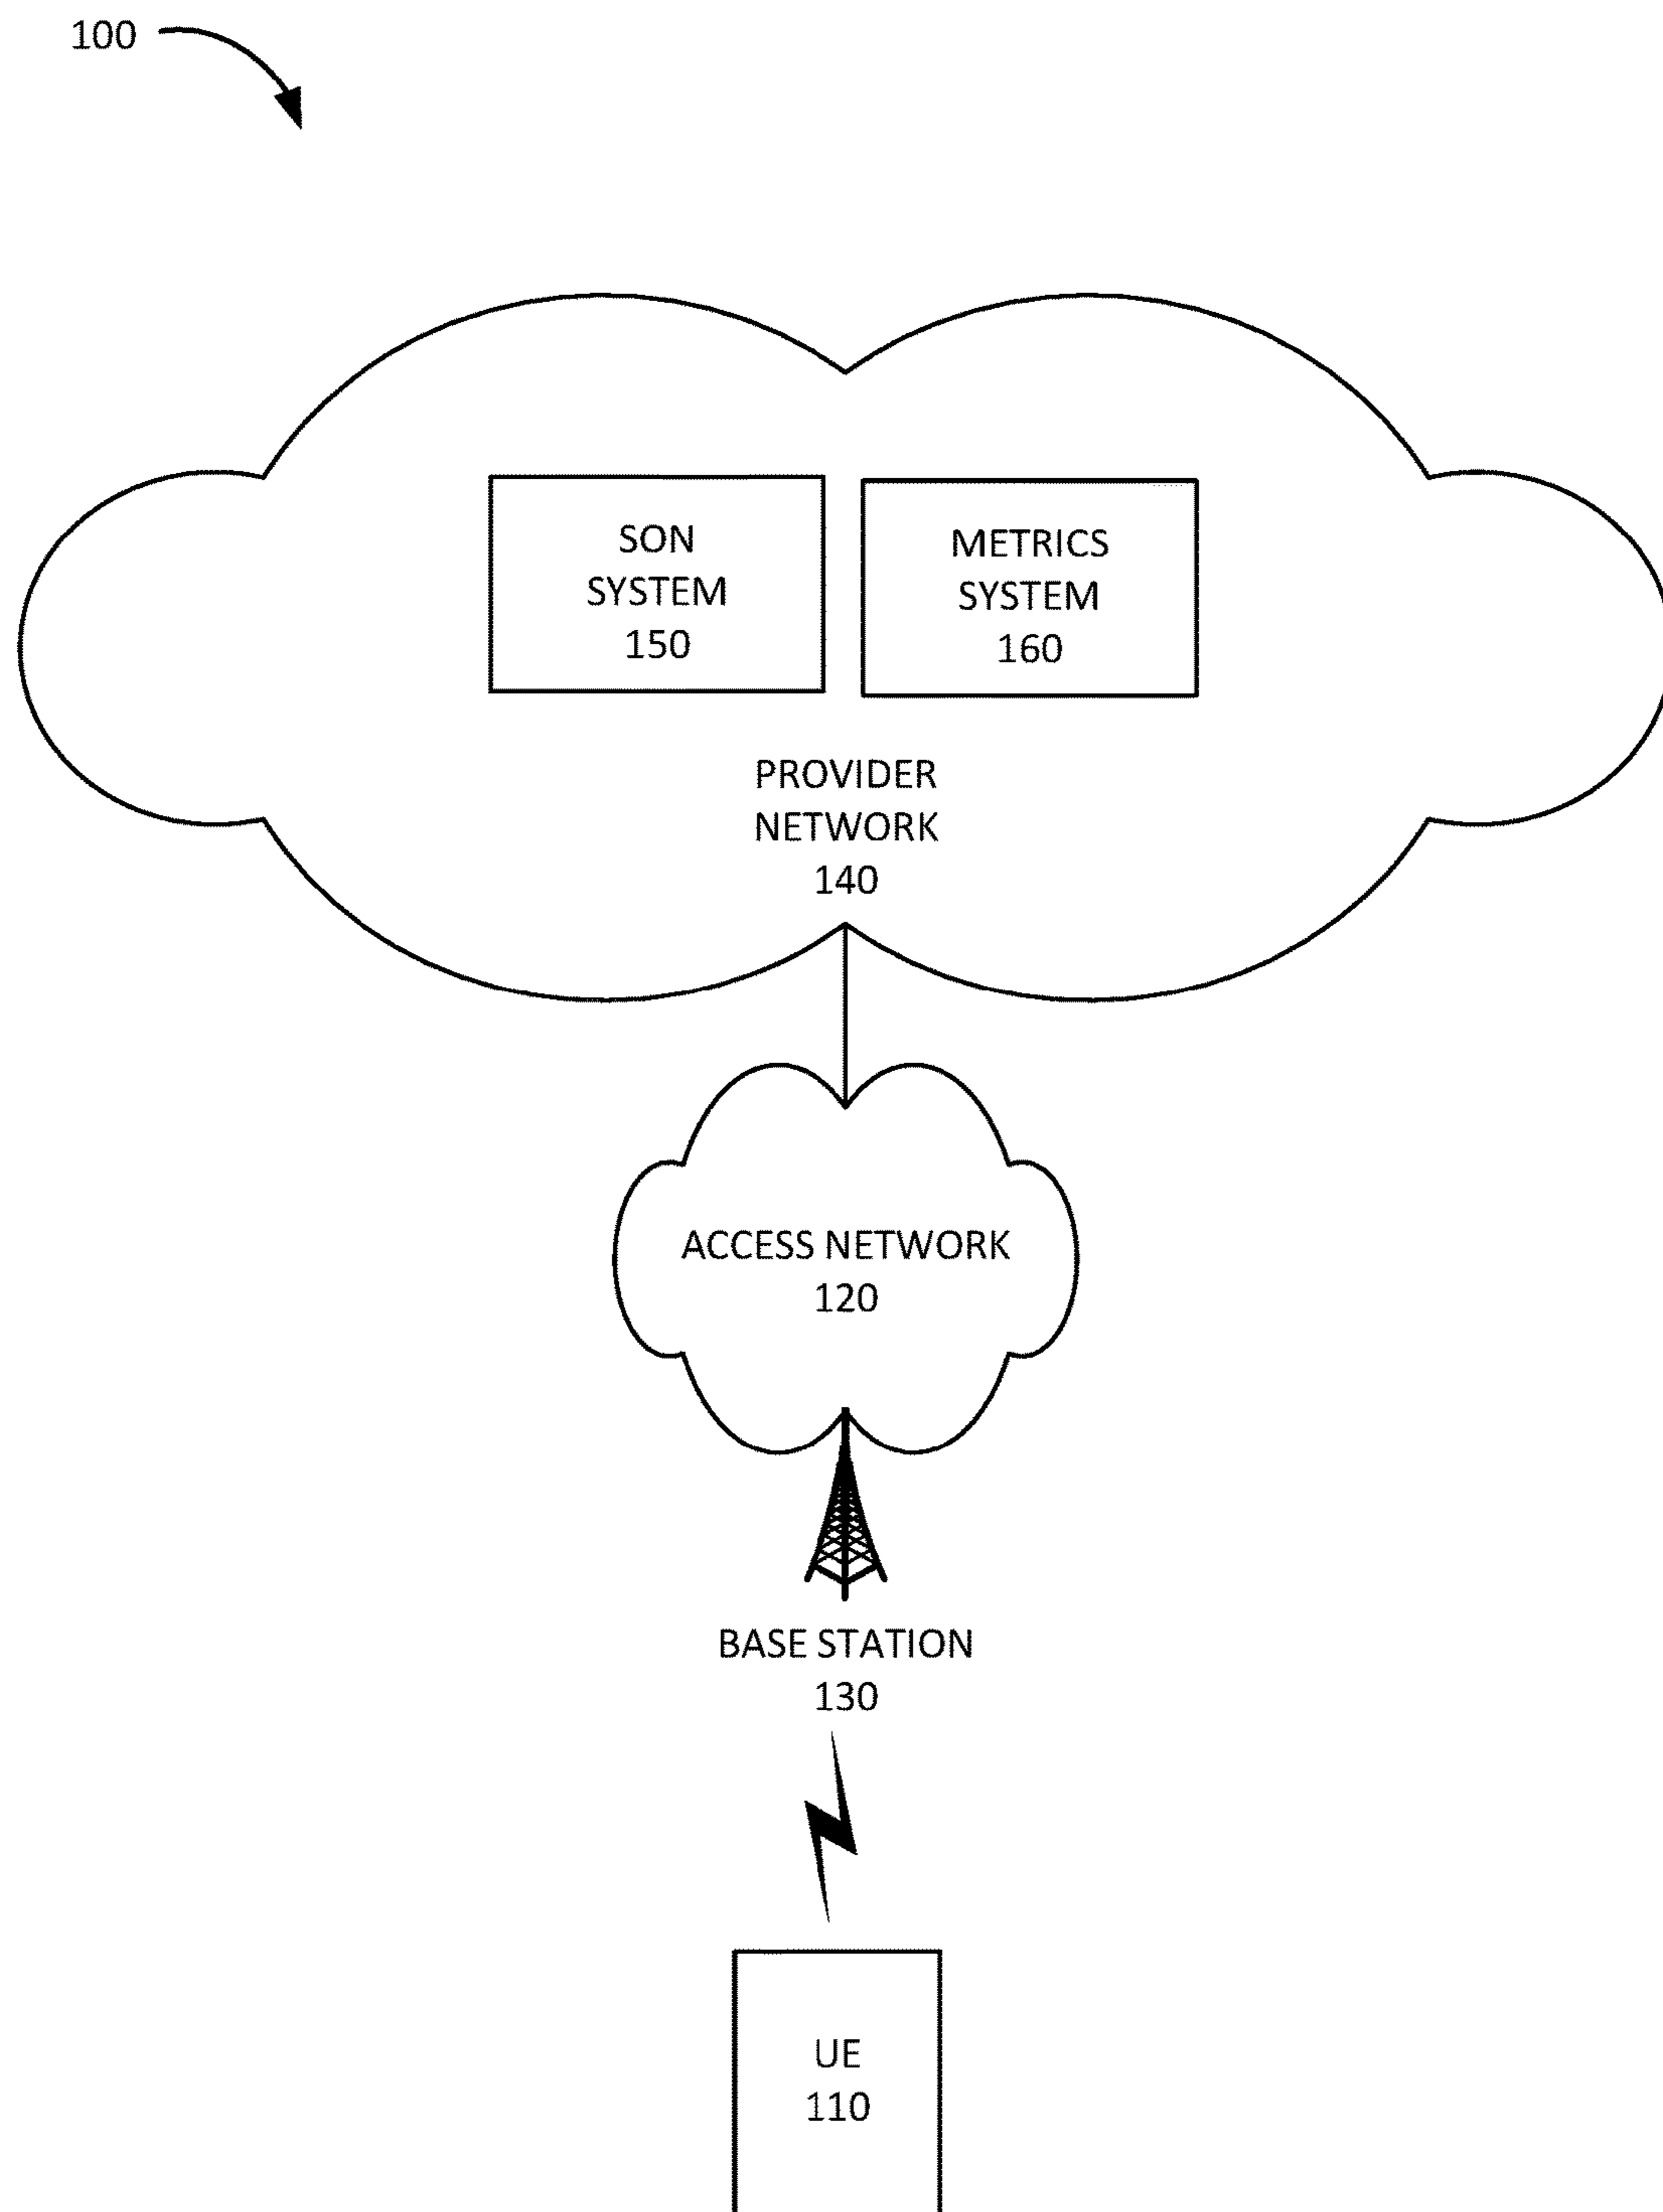 100
SON
SYSTEM
150
METRICS
SYSTEM
160
PROVIDER
NETWORK
140
ACCESS NETWORK
120
BASE STATION
130
UE
110